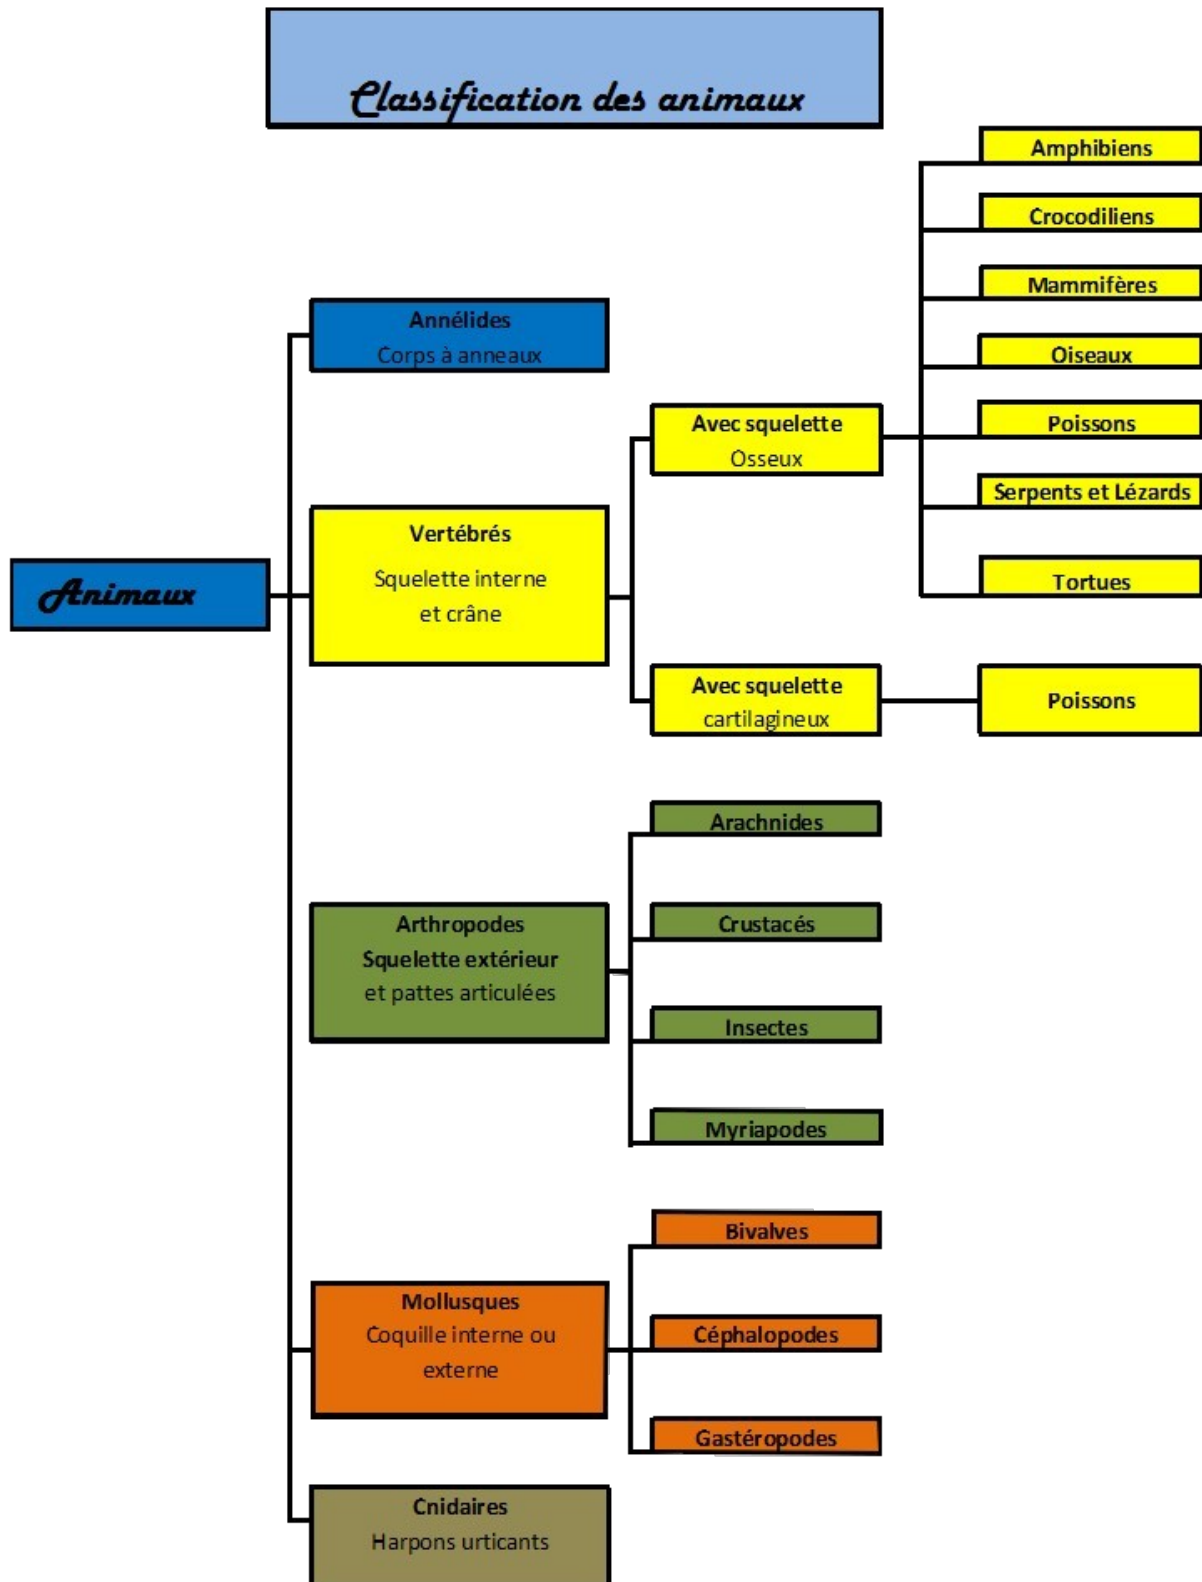 Classification des animaux
Amphibiens
Crocodiliens
Mammifères
Annélides
Corps à anneaux
Oiseaux
Avec squelette
Osseux
Poissons
Serpents et Lézards
Vertébrés
Squelette interne
et crâne
Animaux
Tortues
Avec squelette
cartilagineux
Poissons
Arachnides
Arthropodes
Squelette extérieur
et pattes articulées
Crustacés
Insectes
Myriapodes
Bivalves
Mollusques
Coquille interne ou
externe
Céphalopodes
Gastéropodes
Cnidaires
Harpons urticants